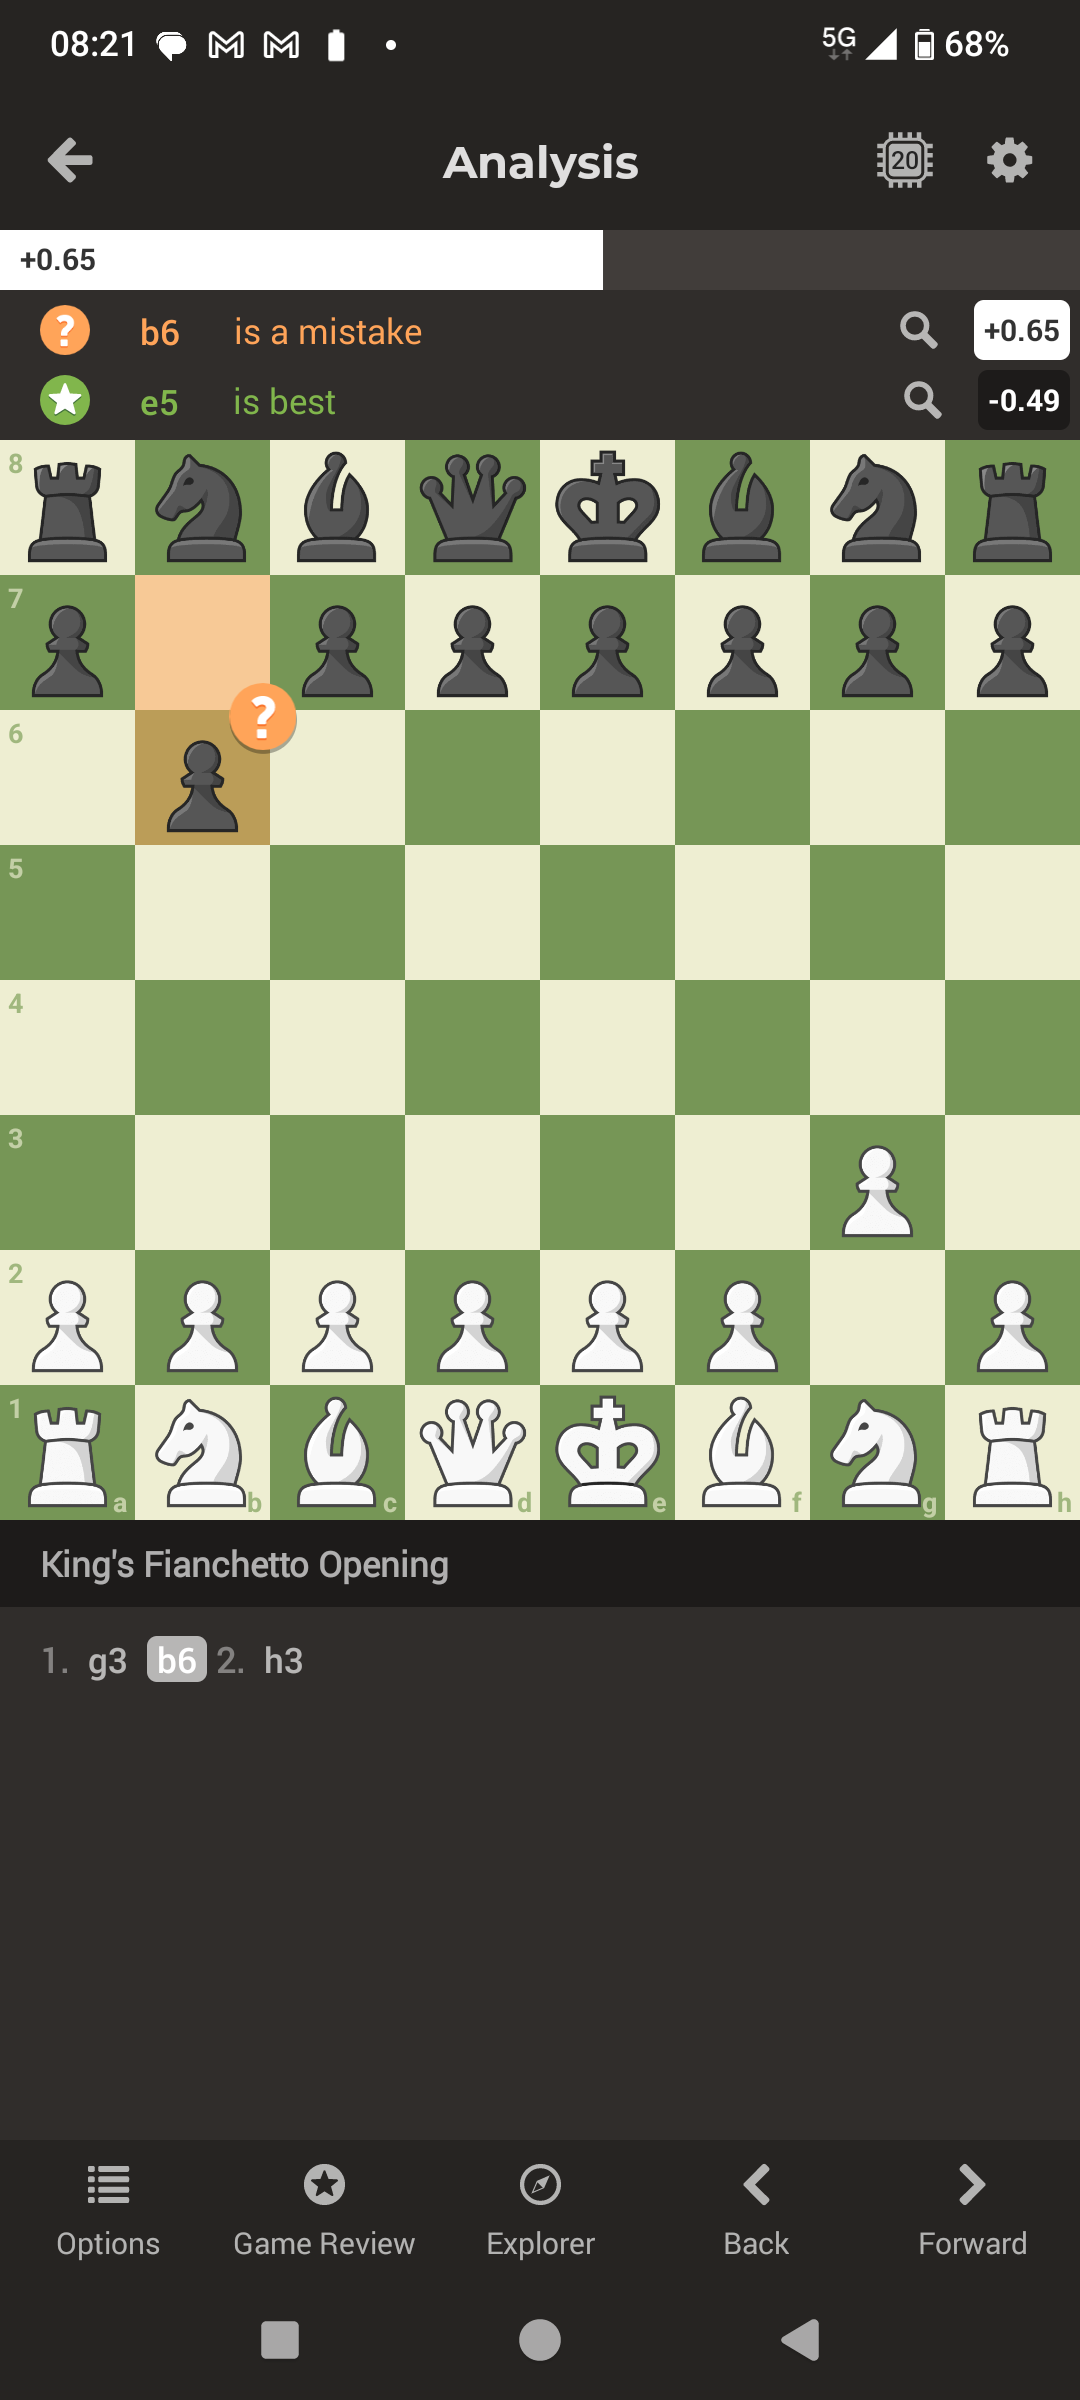 08:21 5G 68%
Analysis 20
+0.65
? b6 is a mistake +0.65
e5 is best -0.49
8
7
?
6
5
4
3
2
1 a b c d e f g h
King's Fianchetto Opening
1. g3 b6 2. h3
Options Game Review Explorer Back Forward